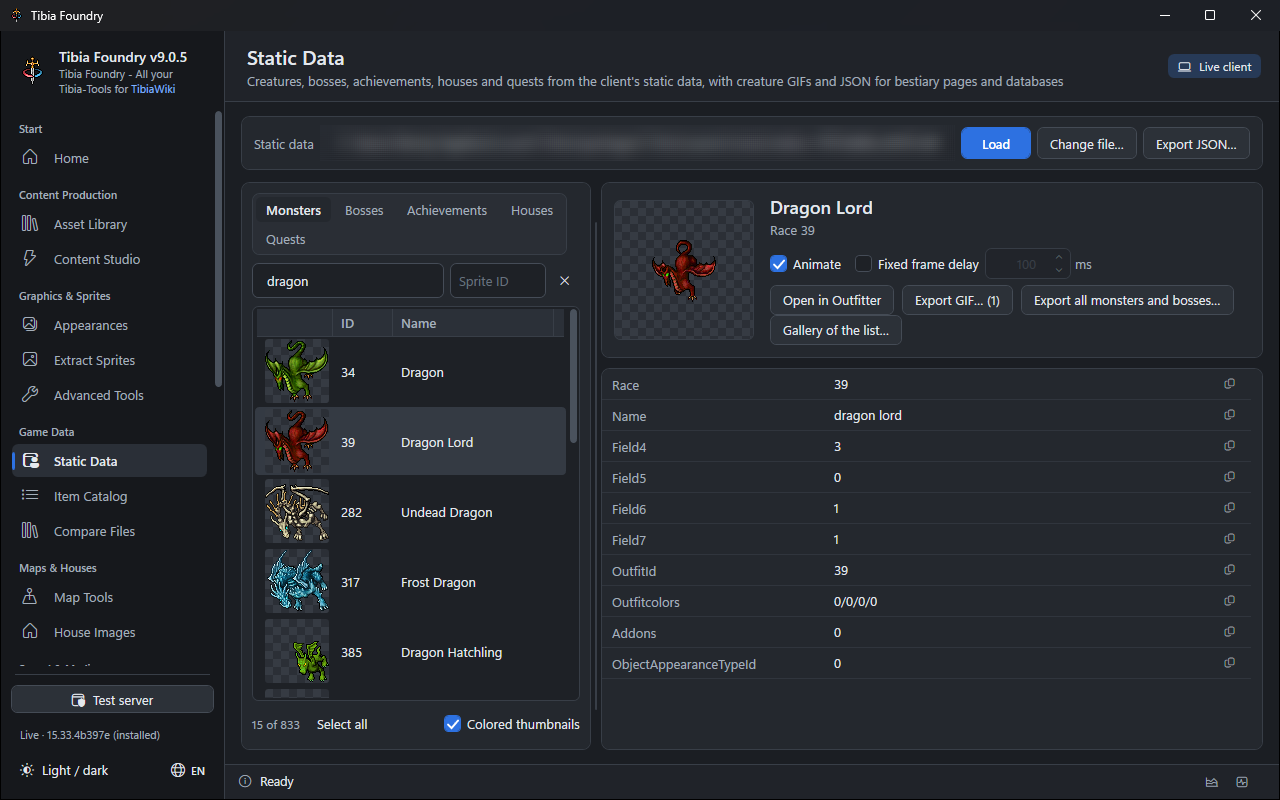 Tibia Foundry
Tibia Foundry v9.0.5
Tibia Foundry - All your
Tibia-Tools for TibiaWiki
Start
Home
Content Production
Asset Library
Content Studio
Graphics & Sprites
Appearances
Extract Sprites
Advanced Tools
Game Data
Static Data
Item Catalog
Compare Files
Maps & Houses
Map Tools
House Images
Test server
Live · 15.33.4b397e (installed)
Light / dark
EN
Static Data
Creatures, bosses, achievements, houses and quests from the client's static data, with creature GIFs and JSON for bestiary pages and databases
Live client
Static data
Load
Change file...
Export JSON...
Monsters Bosses Achievements Houses
Quests
dragon Sprite ID
ID Name
34 Dragon
39 Dragon Lord
282 Undead Dragon
317 Frost Dragon
385 Dragon Hatchling
15 of 833 Select all Colored thumbnails
Dragon Lord
Race 39
Animate Fixed frame delay 100 ms
Open in Outfitter Export GIF... (1) Export all monsters and bosses...
Gallery of the list...
Race 39
Name dragon lord
Field4 3
Field5 0
Field6 1
Field7 1
OutfitId 39
Outfitcolors 0/0/0/0
Addons 0
ObjectAppearanceTypeId 0
Ready